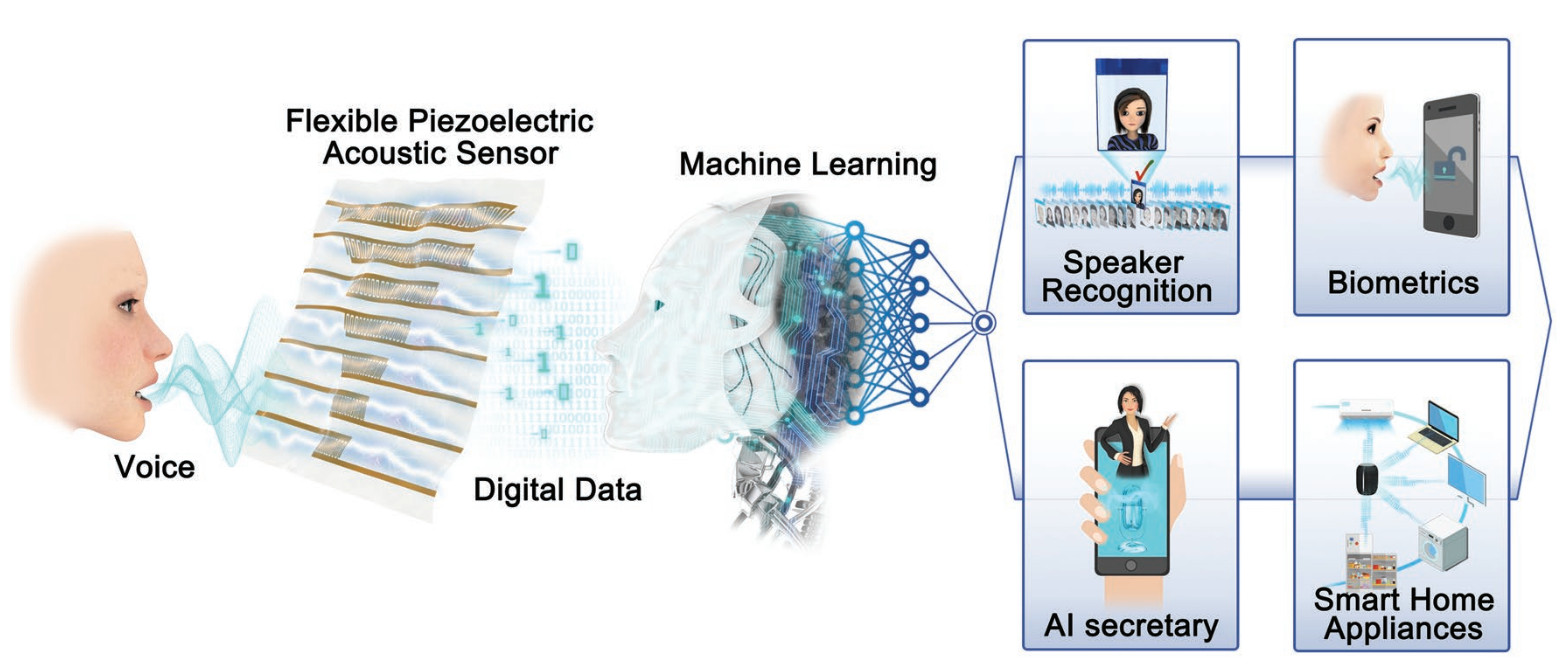 Flexible Piezoelectric
Acoustic Sensor
Machine Learning
Voice
Digital Data
Speaker
Recognition
Biometrics
AI secretary
Smart Home
Appliances